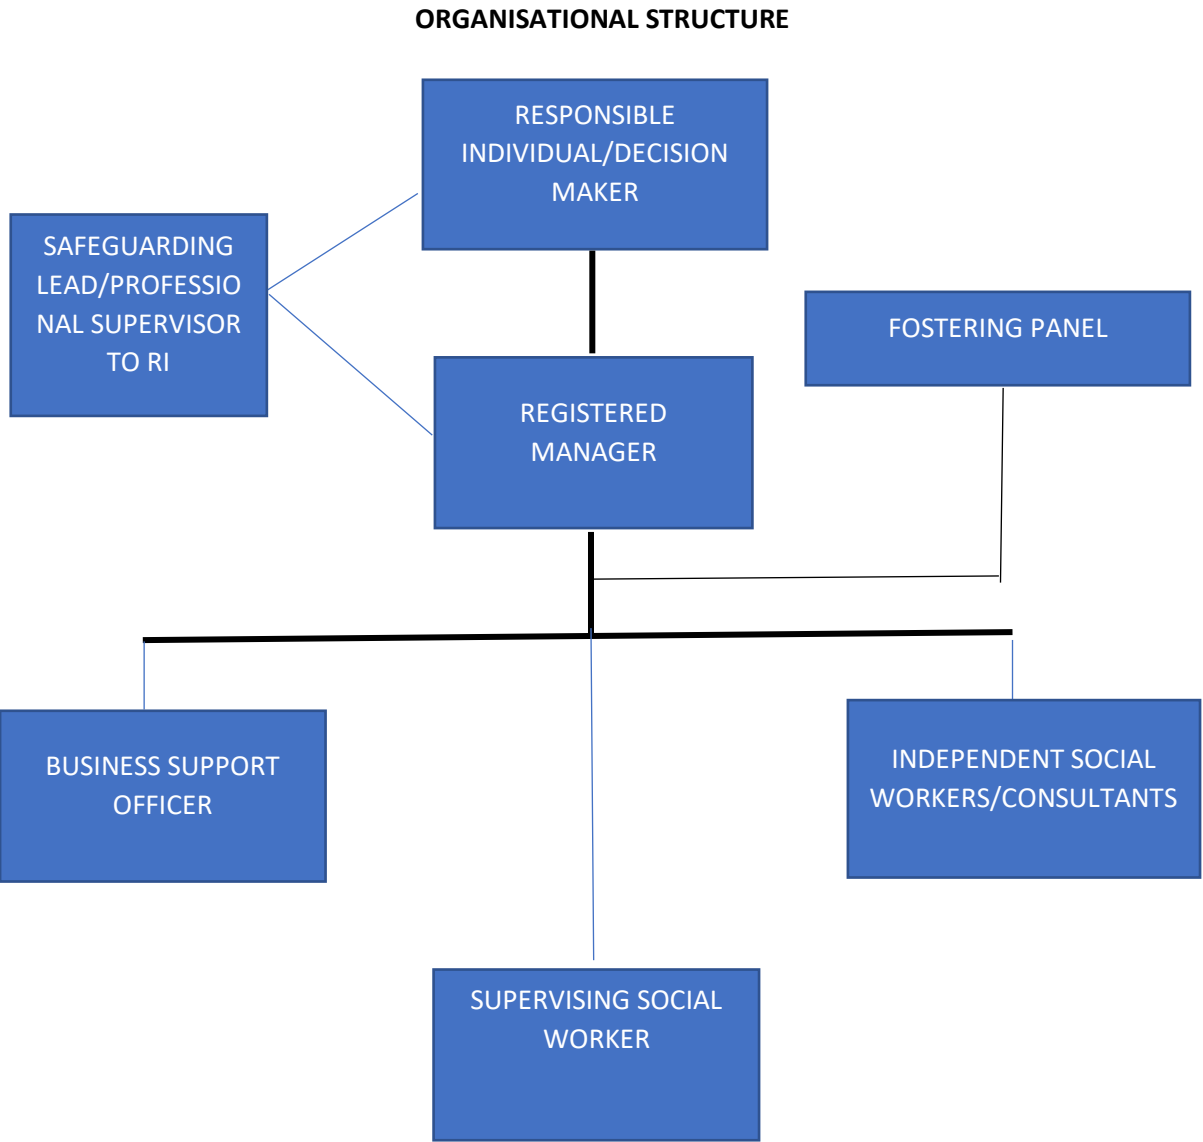 ORGANISATIONAL STRUCTURE
RESPONSIBLE
INDIVIDUAL/DECISION
MAKER
SAFEGUARDING
LEAD/PROFESSIO
NAL SUPERVISOR
TO RI
FOSTERING PANEL
REGISTERED
MANAGER
BUSINESS SUPPORT
OFFICER
INDEPENDENT SOCIAL
WORKERS/CONSULTANTS
SUPERVISING SOCIAL
WORKER